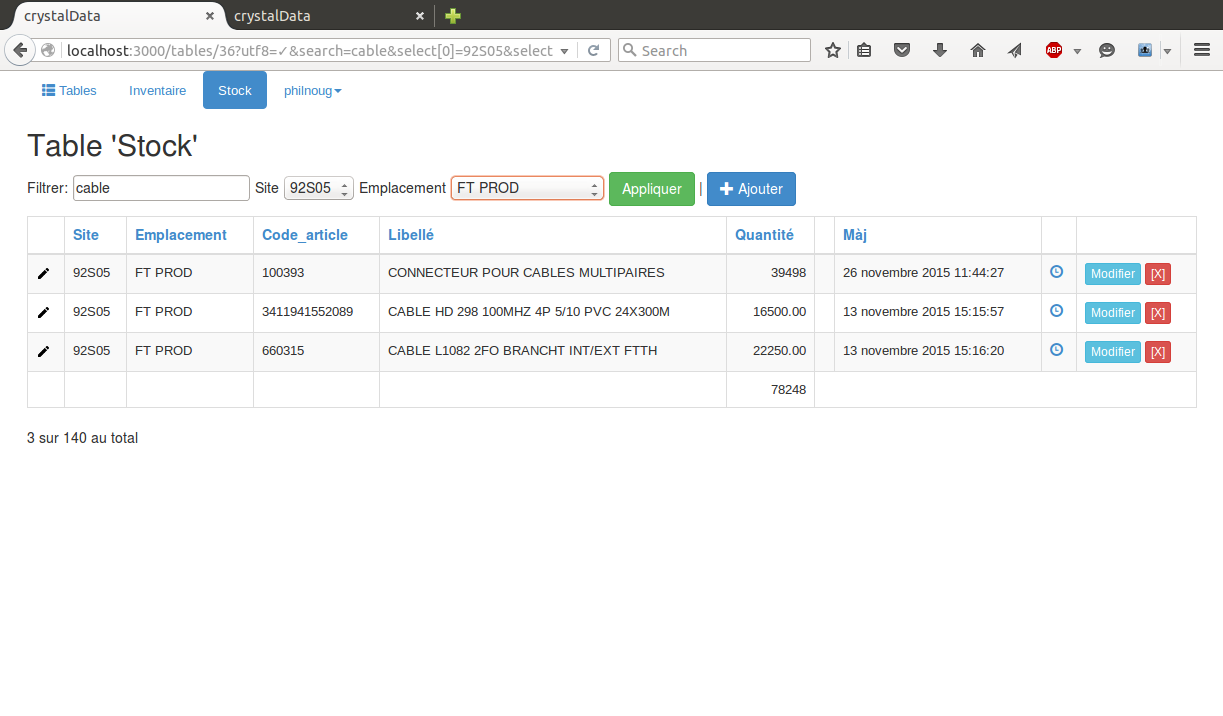 crystalData × crystalData ×
localhost:3000/tables/36?utf8=✓&search=cable&select[0]=92S05&select Search ABP
Tables Inventaire Stock philnoug
Table 'Stock'
Filtrer: cable Site 92S05 Emplacement FT PROD Appliquer | Ajouter
Site Emplacement Code_article Libellé Quantité Màj
92S05 FT PROD 100393 CONNECTEUR POUR CABLES MULTIPAIRES 39498 26 novembre 2015 11:44:27 Modifier [X]
92S05 FT PROD 3411941552089 CABLE HD 298 100MHZ 4P 5/10 PVC 24X300M 16500.00 13 novembre 2015 15:15:57 Modifier [X]
92S05 FT PROD 660315 CABLE L1082 2FO BRANCHT INT/EXT FTTH 22250.00 13 novembre 2015 15:16:20 Modifier [X]
78248
3 sur 140 au total